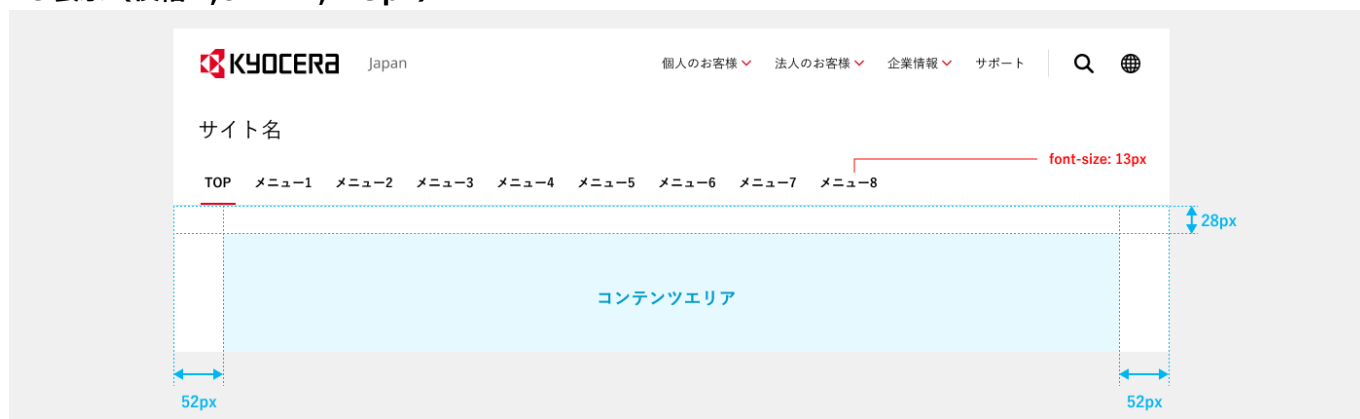 KYOCERA Japan 個人のお客様 法人のお客様 企業情報 サポート
サイト名
font-size: 13px
TOP メニュー1 メニュー2 メニュー3 メニュー4 メニュー5 メニュー6 メニュー7 メニュー8
28px
コンテンツエリア
52px 52px